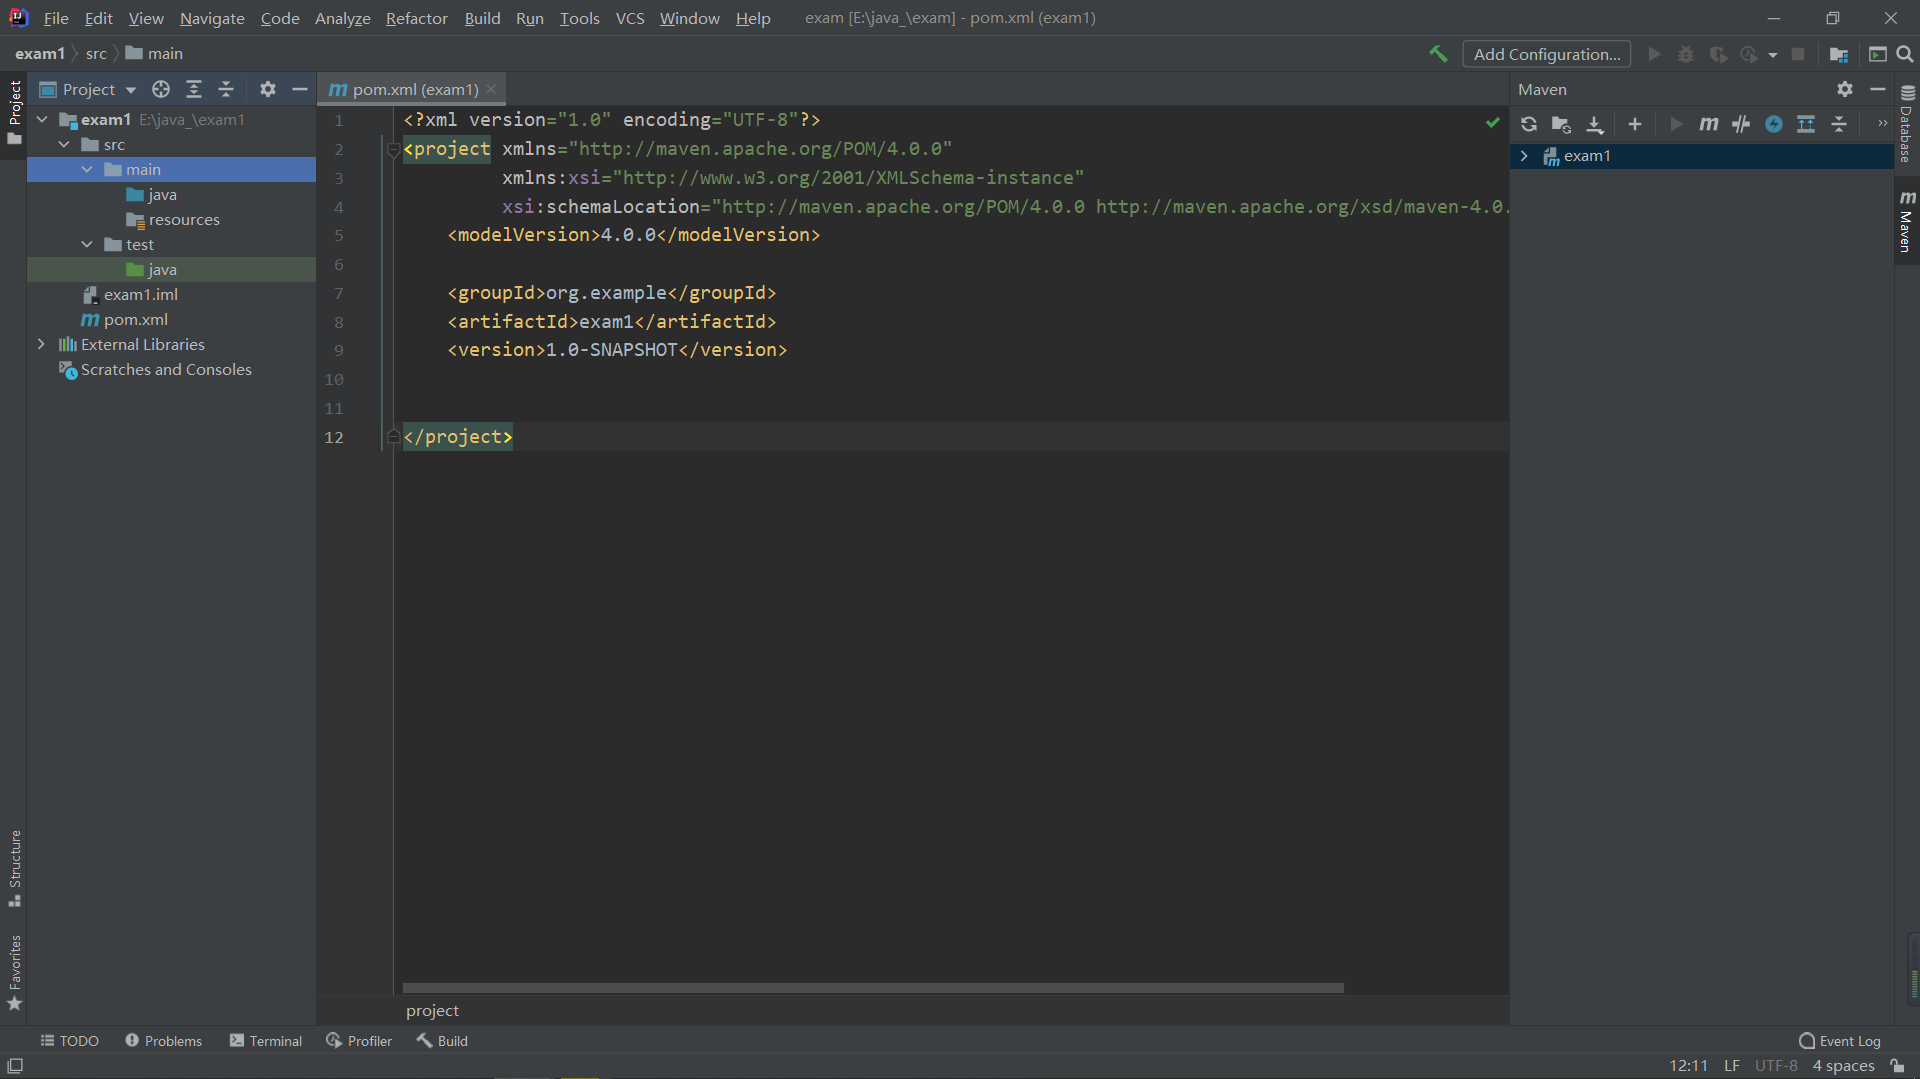 File Edit View Navigate Code Analyze Refactor Build Run Tools VCS Window Help exam [E:\java_\exam] - pom.xml (exam1)
exam1 src main Add Configuration...
Project
Project
exam1 E:\java_\exam1
src
main
java
resources
test
java
exam1.iml
pom.xml
External Libraries
Scratches and Consoles
Structure
Favorites
pom.xml (exam1)
1 <?xml version="1.0" encoding="UTF-8"?>
2 <project xmlns="http://maven.apache.org/POM/4.0.0"
3 xmlns:xsi="http://www.w3.org/2001/XMLSchema-instance"
4 xsi:schemaLocation="http://maven.apache.org/POM/4.0.0 http://maven.apache.org/xsd/maven-4.0.
5 <modelVersion>4.0.0</modelVersion>
6
7 <groupId>org.example</groupId>
8 <artifactId>exam1</artifactId>
9 <version>1.0-SNAPSHOT</version>
10
11
12 </project>
project
Maven
exam1
Database
Maven
TODO Problems Terminal Profiler Build Event Log
12:11 LF UTF-8 4 spaces